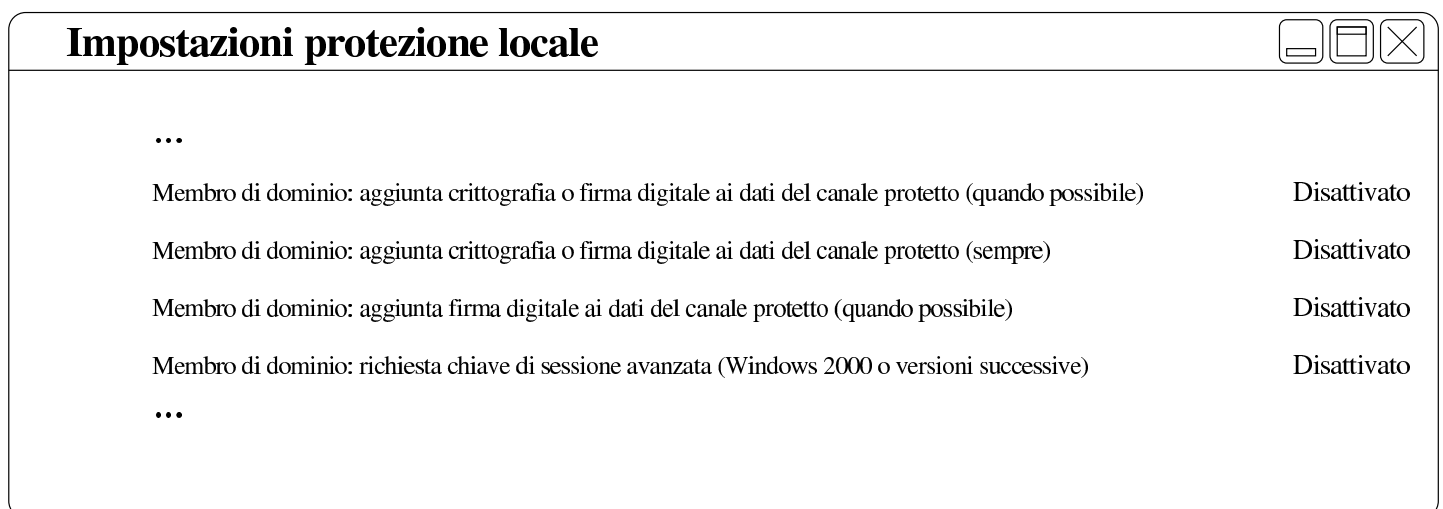 Impostazioni protezione locale
...
Membro di dominio: aggiunta crittografia o firma digitale ai dati del canale protetto (quando possibile) Disattivato
Membro di dominio: aggiunta crittografia o firma digitale ai dati del canale protetto (sempre) Disattivato
Membro di dominio: aggiunta firma digitale ai dati del canale protetto (quando possibile) Disattivato
Membro di dominio: richiesta chiave di sessione avanzata (Windows 2000 o versioni successive) Disattivato
...